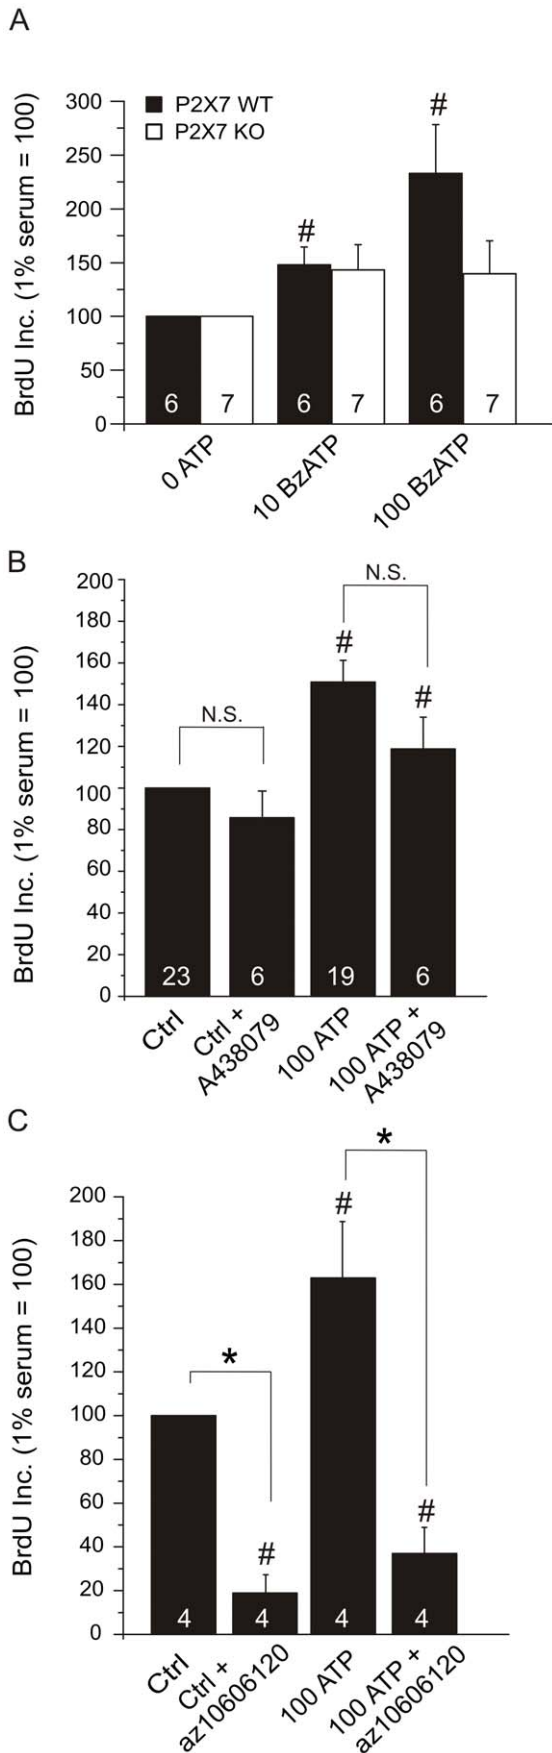 A
BrdU Inc. (1% serum = 100)
300
250
200
150
100
50
0
P2X7 WT
P2X7 KO
#
#
6
7
6
7
6
7
0 ATP
10 BzATP
100 BzATP
B
BrdU Inc. (1% serum = 100)
200
180
160
140
120
100
80
60
40
20
0
N.S.
N.S.
#
#
23
6
19
6
Ctrl
Ctrl +
A438079
100 ATP
100 ATP +
A438079
C
BrdU Inc. (1% serum = 100)
200
180
160
140
120
100
80
60
40
20
0
*
*
#
#
#
4
4
4
4
Ctrl
Ctrl +
az10606120
100 ATP
100 ATP +
az10606120